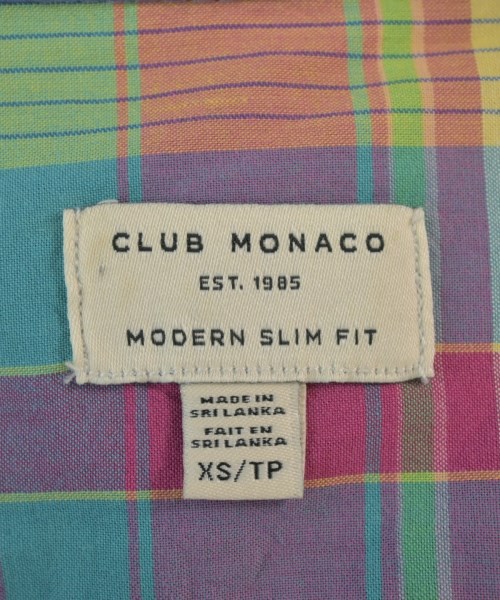 CLUB MONACO
EST. 1985
MODERN SLIM FIT
MADE IN
SRI LANKA
FAIT EN
SRI LANKA
XS/TP